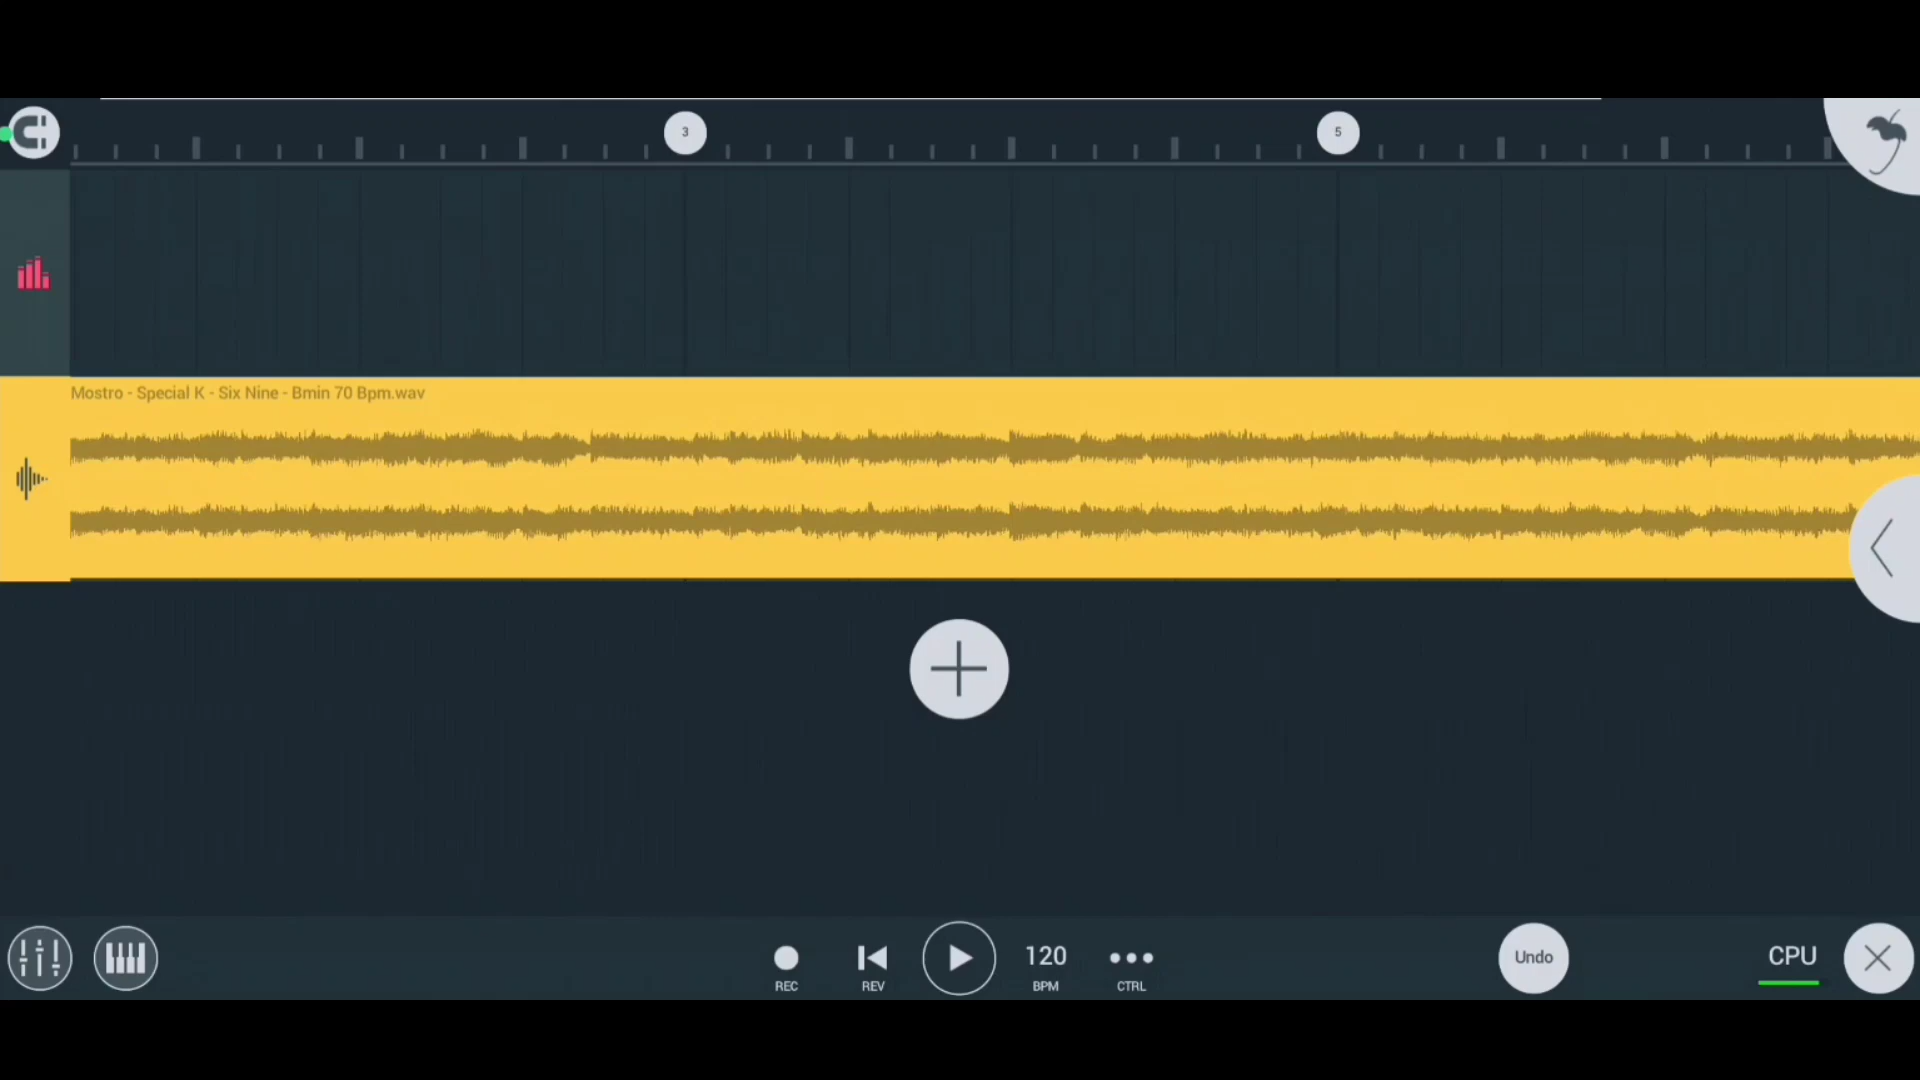 3
5
Mostro - Special K - Six Nine - Bmin 70 Bpm.wav
REC
REV
120
BPM
CTRL
Undo
CPU